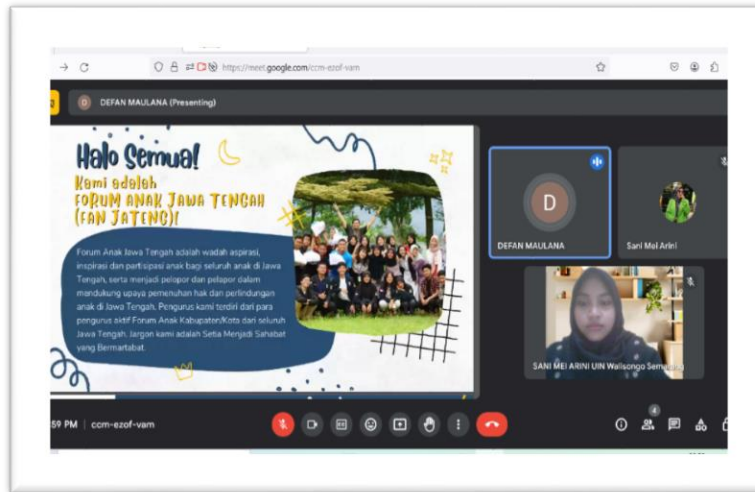 https://meet.google.com/ccm-ezof-vam
DEFAN MAULANA (Presenting)
Halo Semua!
Kami adalah
FORUM ANAK JAWA TENGAH
(FAN JATENG)!
Forum Anak Jawa Tengah adalah wadah aspirasi,
inspirasi dan partisipasi anak bagi seluruh anak di Jawa
Tengah, serta menjadi pelopor dan pelapor dalam
mendukung upaya pemenuhan hak dan perlindungan
anak di Jawa Tengah. Pengurus kami terdiri dari para
pengurus aktif Forum Anak Kabupaten/Kota dari seluruh
Jawa Tengah. Jargon kami adalah Setia Menjadi Sahabat
yang Bermartabat.
D
D
DEFAN MAULANA
Sani Mei Arini
SANI MEI ARINI UIN Walisongo Semarang
59 PM | ccm-ezof-vam
4